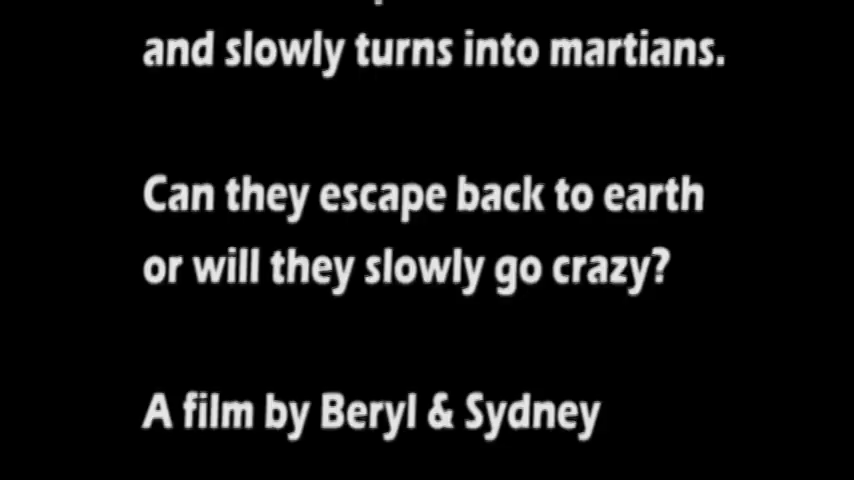 and slowly turns into martians.
Can they escape back to earth
or will they slowly go crazy?
A film by Beryl & Sydney